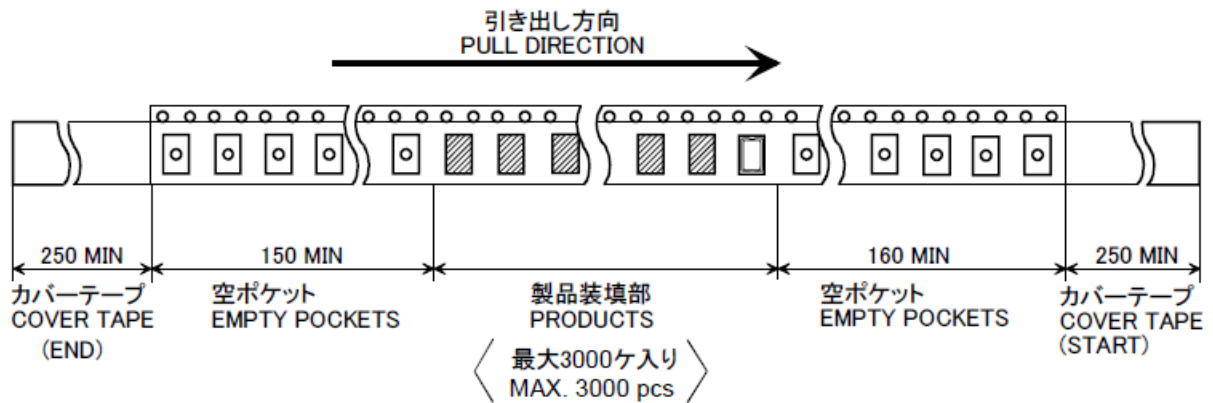 引き出し方向
PULL DIRECTION
250 MIN
150 MIN
160 MIN
250 MIN
カバーテープ
COVER TAPE
(END)
空ポケット
EMPTY POCKETS
製品装填部
PRODUCTS
最大3000ケ入り
MAX. 3000 pcs
空ポケット
EMPTY POCKETS
カバーテープ
COVER TAPE
(START)